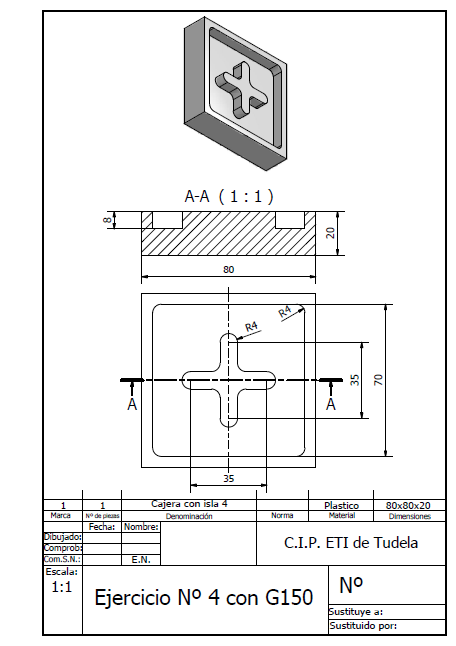 A-A ( 1 : 1 )
8
20
80
R4
R4
35
70
A
A
35
1 1 Cajera con isla 4 Plastico 80x80x20
Marca Nº de piezas Denominación Norma Material Dimensiones
Fecha: Nombre:
Dibujado:
Comprob:
Com.S.N.: E.N.
C.I.P. ETI de Tudela
Escala:
1:1
Ejercicio Nº 4 con G150
Nº
Sustituye a:
Sustituido por: